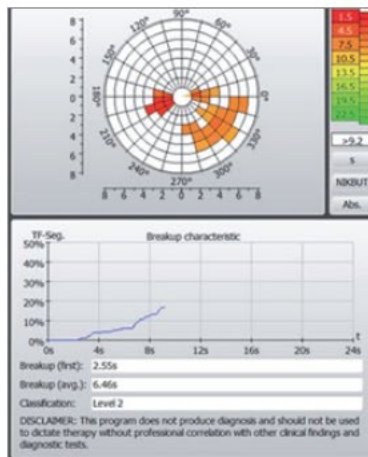 8
6
4
2
0
2
4
6
8
90°
120°
60°
150°
30°
180°
0°
210°
330°
240°
300°
270°
8 6 4 2 0 2 4 6 8
1.5
4.5
7.5
10.5
13.5
16.5
19.5
22.5
>9.2
s
NIKBUT
Abs.
TF-Seg. Breakup characteristic
50%
40%
30%
20%
10%
0%
0s 4s 8s 12s 16s 20s 24s
t
Breakup (first): 2.55s
Breakup (avg.): 6.46s
Classification: Level 2
DISCLAIMER: This program does not produce diagnosis and should not be used
to dictate therapy without professional correlation with other clinical findings and
diagnostic tests.